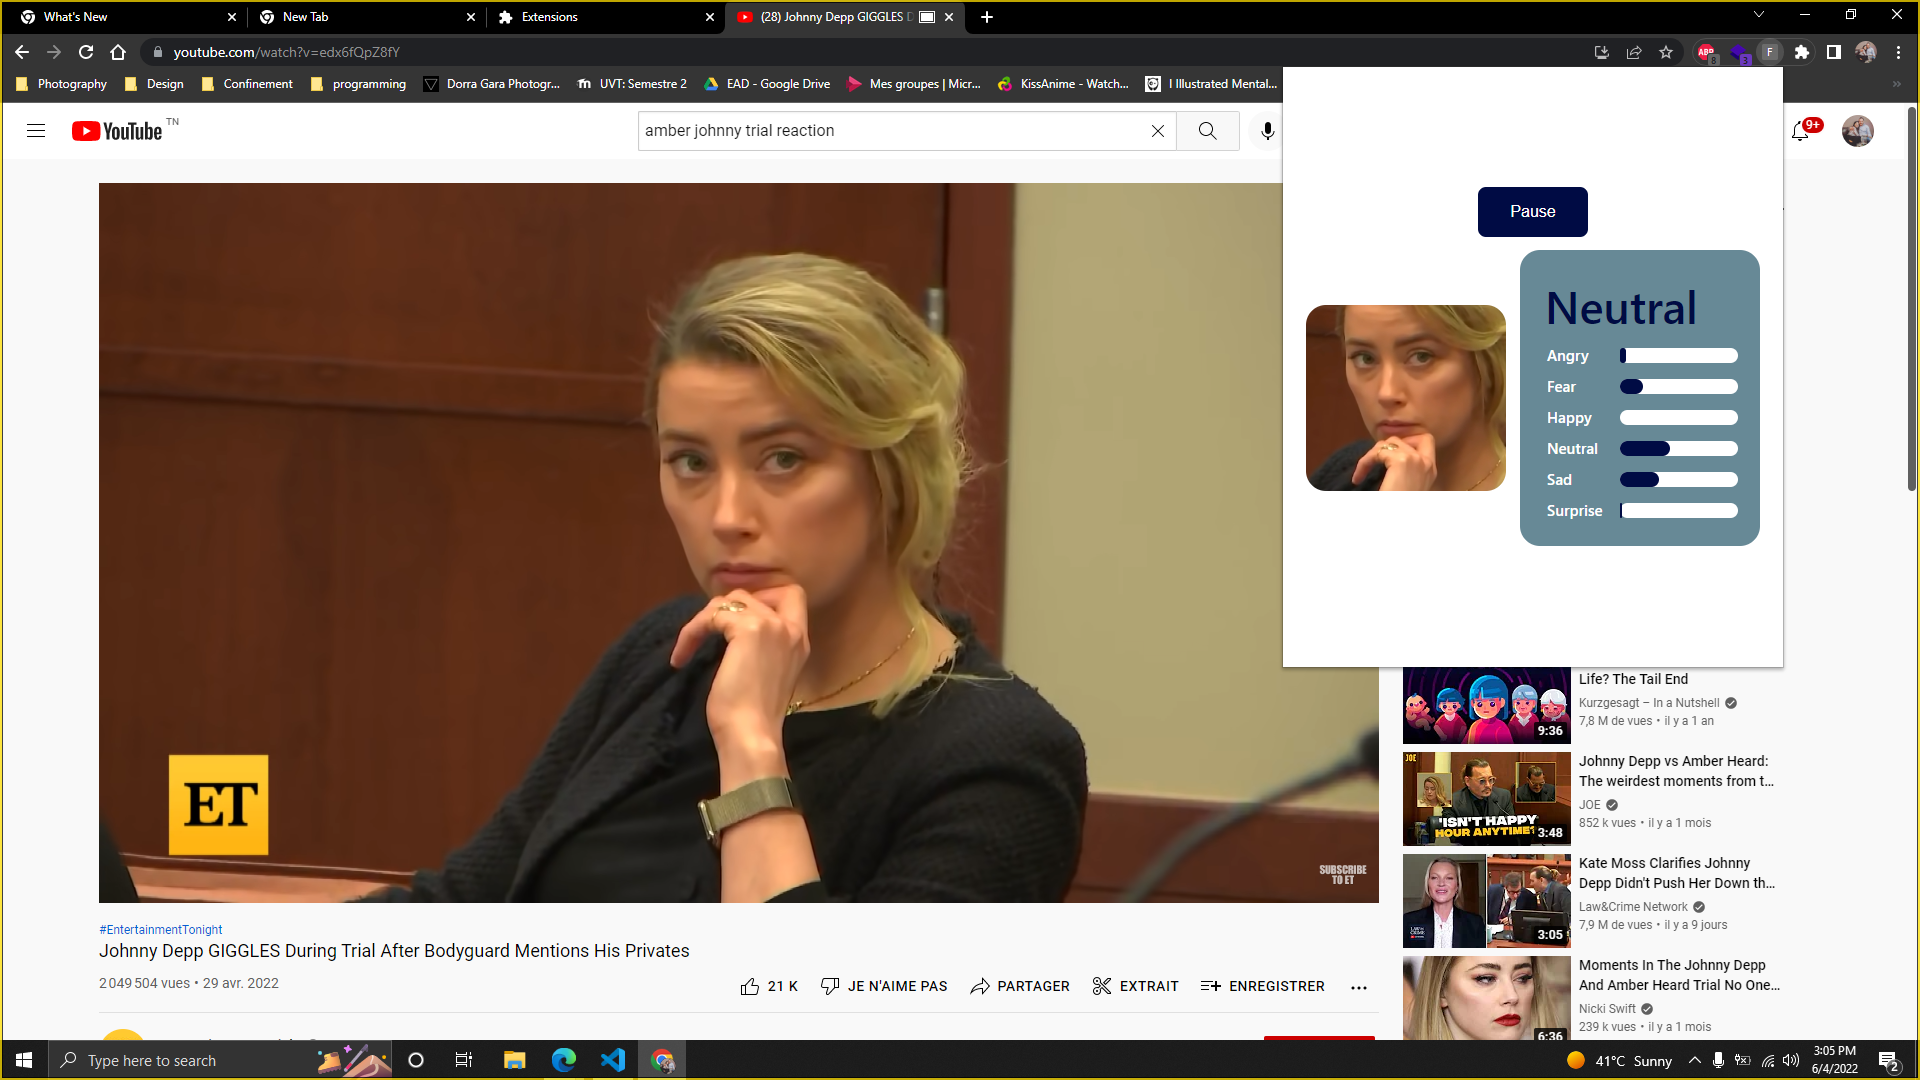 What's New
New Tab
Extensions
(28) Johnny Depp GIGGLES D
youtube.com/watch?v=edx6fQpZ8fY
ABP
8
3
F
Photography
Design
Confinement
programming
Dorra Gara Photogr...
UVT: Semestre 2
EAD - Google Drive
Mes groupes | Micr...
KissAnime - Watch...
I Illustrated Mental...
YouTube TN
amber johnny trial reaction
9+
Pause
Neutral
Angry
Fear
Happy
Neutral
Sad
Surprise
ET
SUBSCRIBE
TO ET
#EntertainmentTonight
Johnny Depp GIGGLES During Trial After Bodyguard Mentions His Privates
2 049 504 vues • 29 avr. 2022
21 K
JE N'AIME PAS
PARTAGER
EXTRAIT
ENREGISTRER
Life? The Tail End
Kurzgesagt – In a Nutshell
7,8 M de vues • il y a 1 an
9:36
JOE
'ISN'T HAPPY
HOUR ANYTIME?'
3:48
Johnny Depp vs Amber Heard:
The weirdest moments from t...
JOE
852 k vues • il y a 1 mois
3:05
Kate Moss Clarifies Johnny
Depp Didn't Push Her Down th...
Law&Crime Network
7,9 M de vues • il y a 9 jours
6:36
Moments In The Johnny Depp
And Amber Heard Trial No One...
Nicki Swift
239 k vues • il y a 1 mois
Type here to search
41°C Sunny
3:05 PM
6/4/2022
2